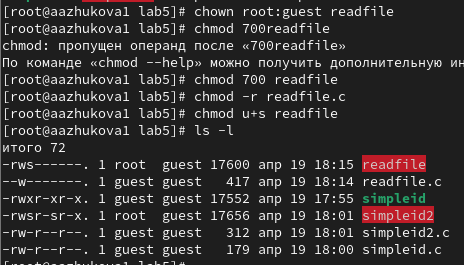 [root@aazhukova1 lab5]# chown root:guest readfile
[root@aazhukova1 lab5]# chmod 700readfile
chmod: пропущен операнд после «700readfile»
По команде «chmod --help» можно получить дополнительную ин
[root@aazhukova1 lab5]# chmod 700 readfile
[root@aazhukova1 lab5]# chmod -r readfile.c
[root@aazhukova1 lab5]# chmod u+s readfile
[root@aazhukova1 lab5]# ls -l
итого 72
-rws------. 1 root  guest 17600 апр 19 18:15 readfile
--w-------. 1 guest guest   417 апр 19 18:14 readfile.c
-rwxr-xr-x. 1 guest guest 17552 апр 19 17:55 simpleid
-rwsr-sr-x. 1 root  guest 17656 апр 19 18:01 simpleid2
-rw-r--r--. 1 guest guest   312 апр 19 18:01 simpleid2.c
-rw-r--r--. 1 guest guest   179 апр 19 18:00 simpleid.c